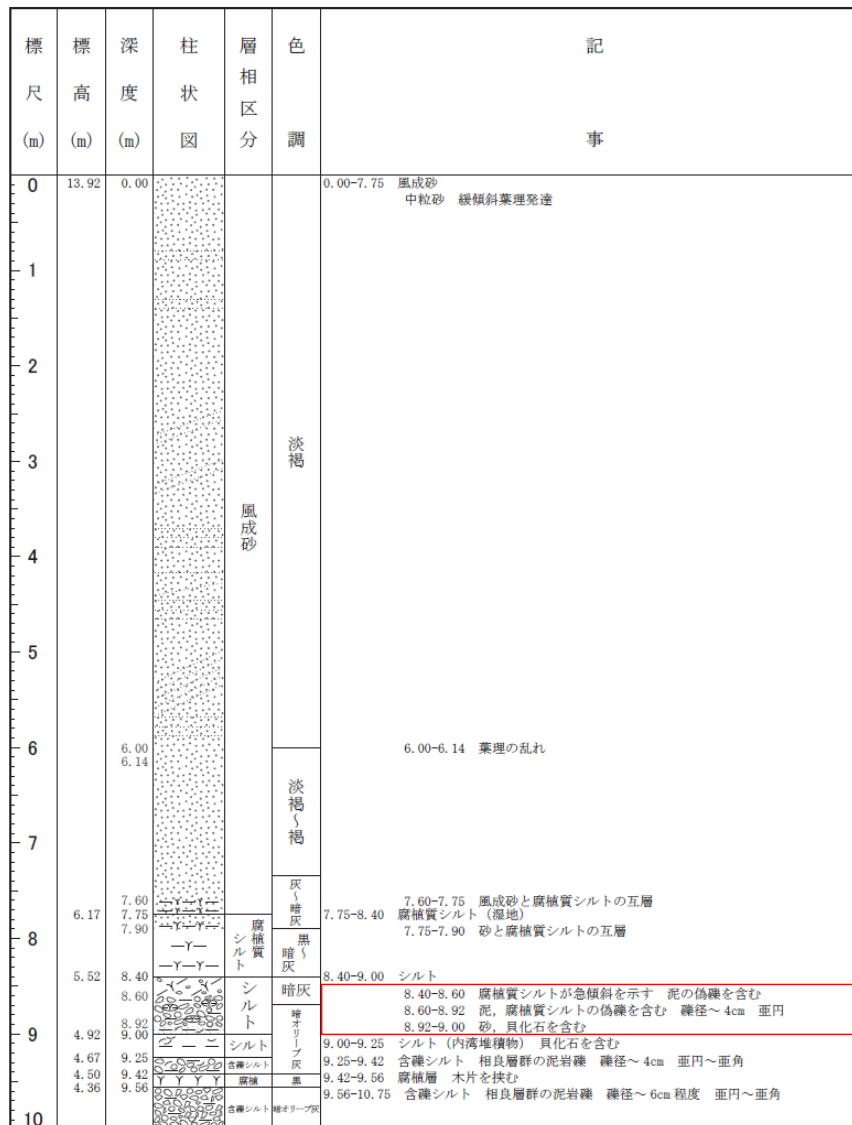 標尺(m) 標高(m) 深度(m) 柱状図 層相区分 色調 記事
0 13.92 0.00 0.00-7.75 風成砂
中粒砂 緩傾斜葉理発達
1
2
淡褐
3
風成砂
4
5
6 6.00 6.00-6.14 葉理の乱れ
6.14
淡褐~褐
7
灰~暗灰
7.60 7.60-7.75 風成砂と腐植質シルトの互層
6.17 7.75 7.75-8.40 腐植質シルト (湿地)
7.90 7.75-7.90 砂と腐植質シルトの互層
8 腐植質シルト 黒~暗灰
5.52 8.40 8.40-9.00 シルト
シルト 暗灰 8.40-8.60 腐植質シルトが急傾斜を示す 泥の偽礫を含む
8.60 8.60-8.92 泥,腐植質シルトの偽礫を含む 礫径~ 4cm 亜円
8.92 暗オリーブ灰 8.92-9.00 砂,貝化石を含む
9 4.92 9.00 シルト 9.00-9.25 シルト (内湾堆積物) 貝化石を含む
4.67 9.25 含礫シルト 9.25-9.42 含礫シルト 相良層群の泥岩礫 礫径~ 4cm 亜円~亜角
4.50 9.42 腐植 黒 9.42-9.56 腐植層 木片を挟む
4.36 9.56 9.56-10.75 含礫シルト 相良層群の泥岩礫 礫径~ 6cm 程度 亜円~亜角
含礫シルト 暗オリーブ灰
10